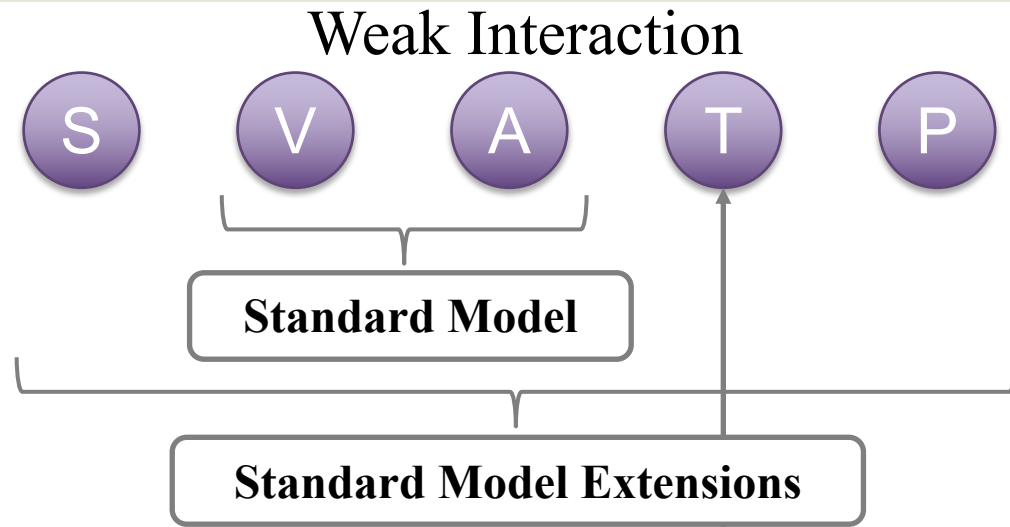 Weak Interaction
S V A T P
Standard Model
Standard Model Extensions